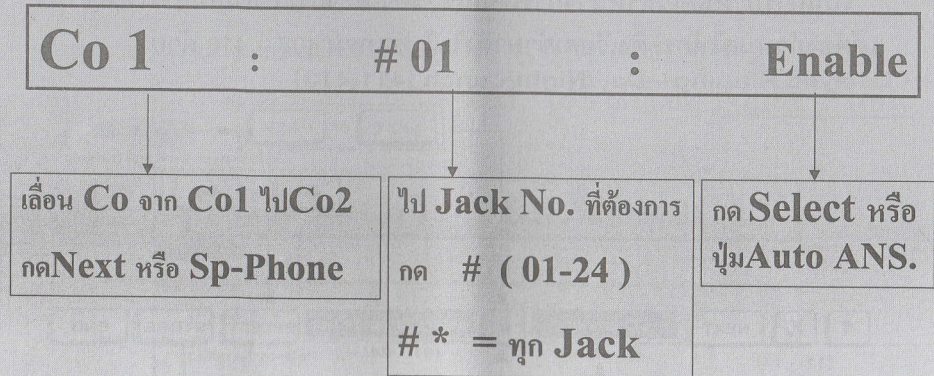 Co 1 : # 01 : Enable
เลื่อน Co จาก Co1 ไปCo2
กดNext หรือ Sp-Phone
ไป Jack No. ที่ต้องการ
กด # ( 01-24 )
# * = ทุก Jack
กด Select หรือ
ปุ่มAuto ANS.